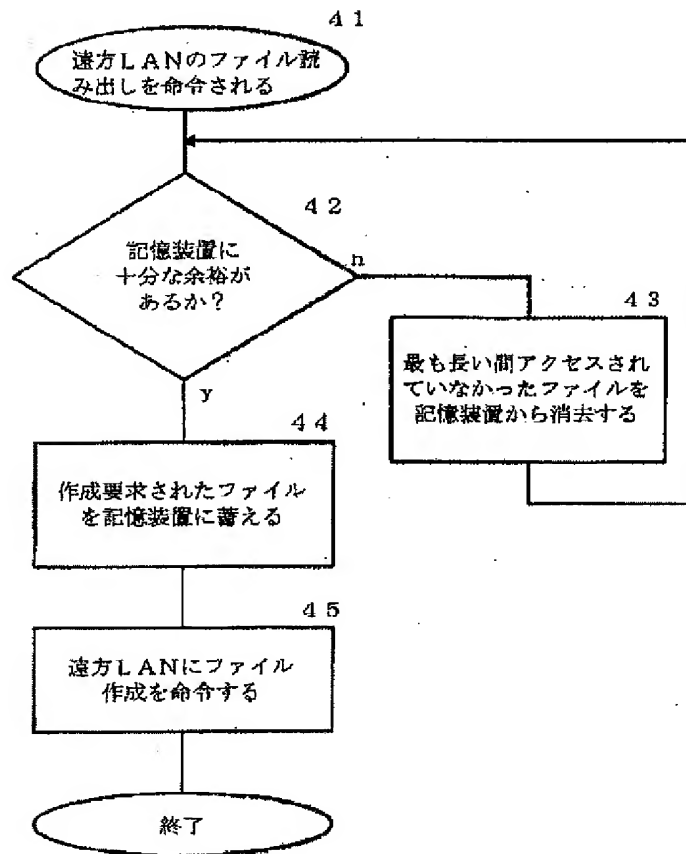 ４１
遠方ＬＡＮのファイル読
み出しを命令される
４２
記憶装置に
十分な余裕が
あるか？
n
４３
最も長い間アクセスされ
ていなかったファイルを
記憶装置から消去する
y
４４
作成要求されたファイル
を記憶装置に蓄える
４５
遠方ＬＡＮにファイル
作成を命令する
終了